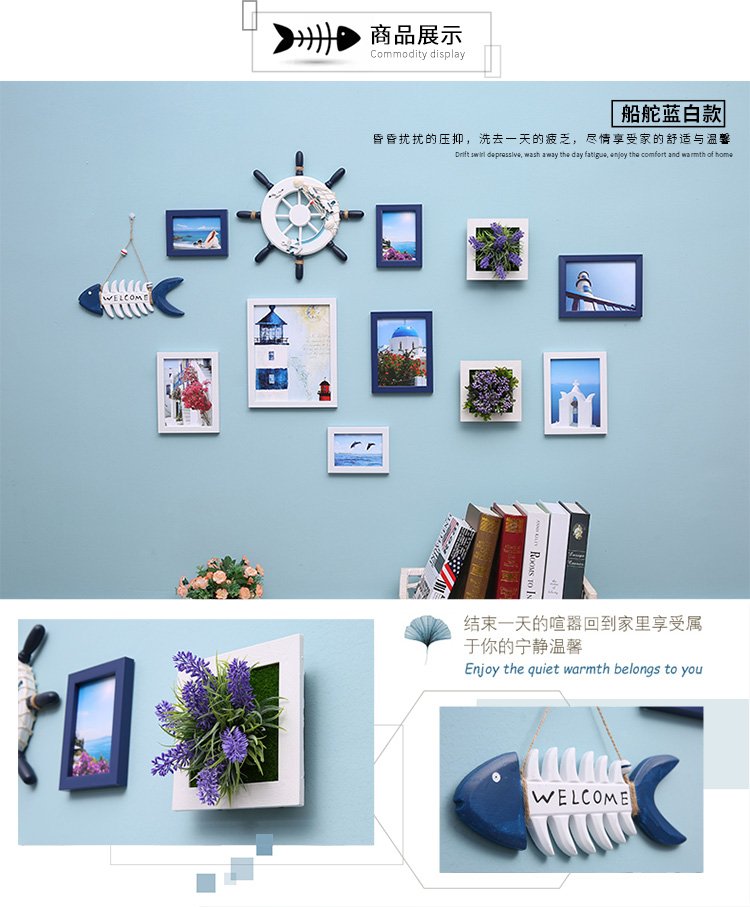 商品展示
Commodity display
船舵蓝白款
昏昏扰扰的压抑，洗去一天的疲乏，尽情享受家的舒适与温馨
Drift swirl depressive, wash away the day fatigue, enjoy the comfort and warmth of home
WELCOME
结束一天的喧嚣回到家里享受属
于你的宁静温馨
Enjoy the quiet warmth belongs to you
WELCOME